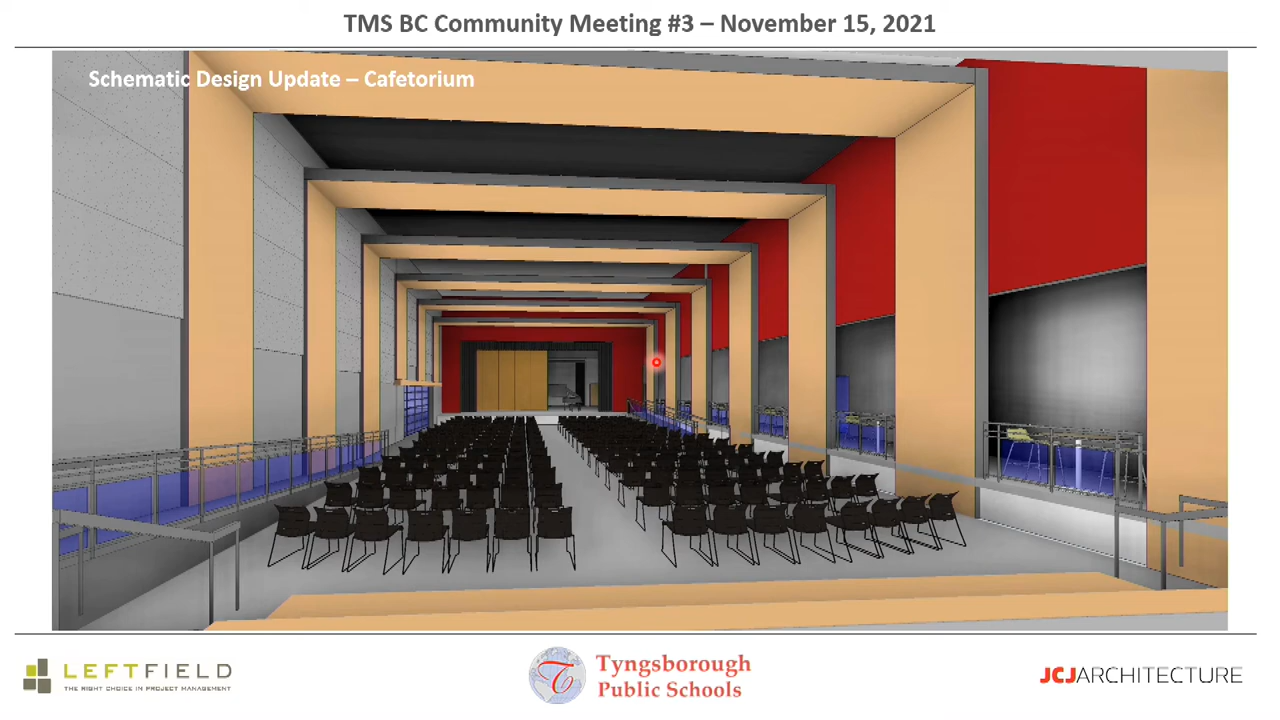 TMS BC Community Meeting #3 – November 15, 2021
Schematic Design Update – Cafetorium
LEFTFIELD
THE RIGHT CHOICE IN PROJECT MANAGEMENT
T
Tyngsborough
Public Schools
JCJARCHITECTURE